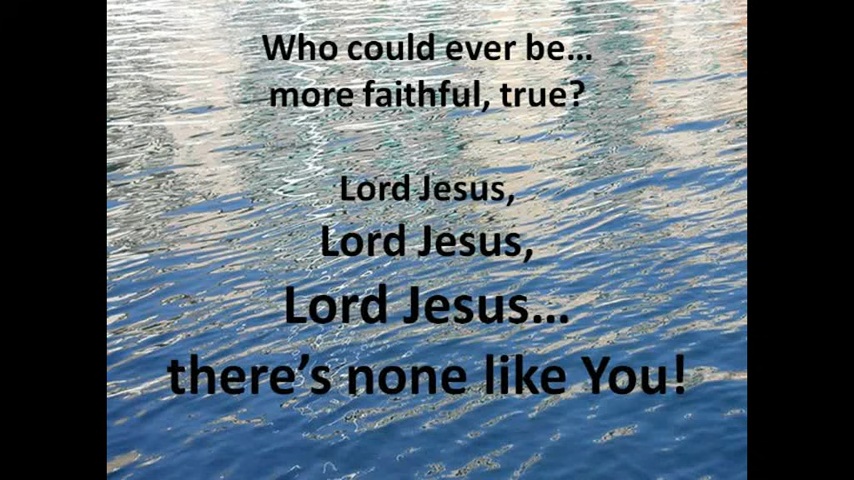 Who could ever be...
more faithful, true?
Lord Jesus,
Lord Jesus,
Lord Jesus...
there's none like You!